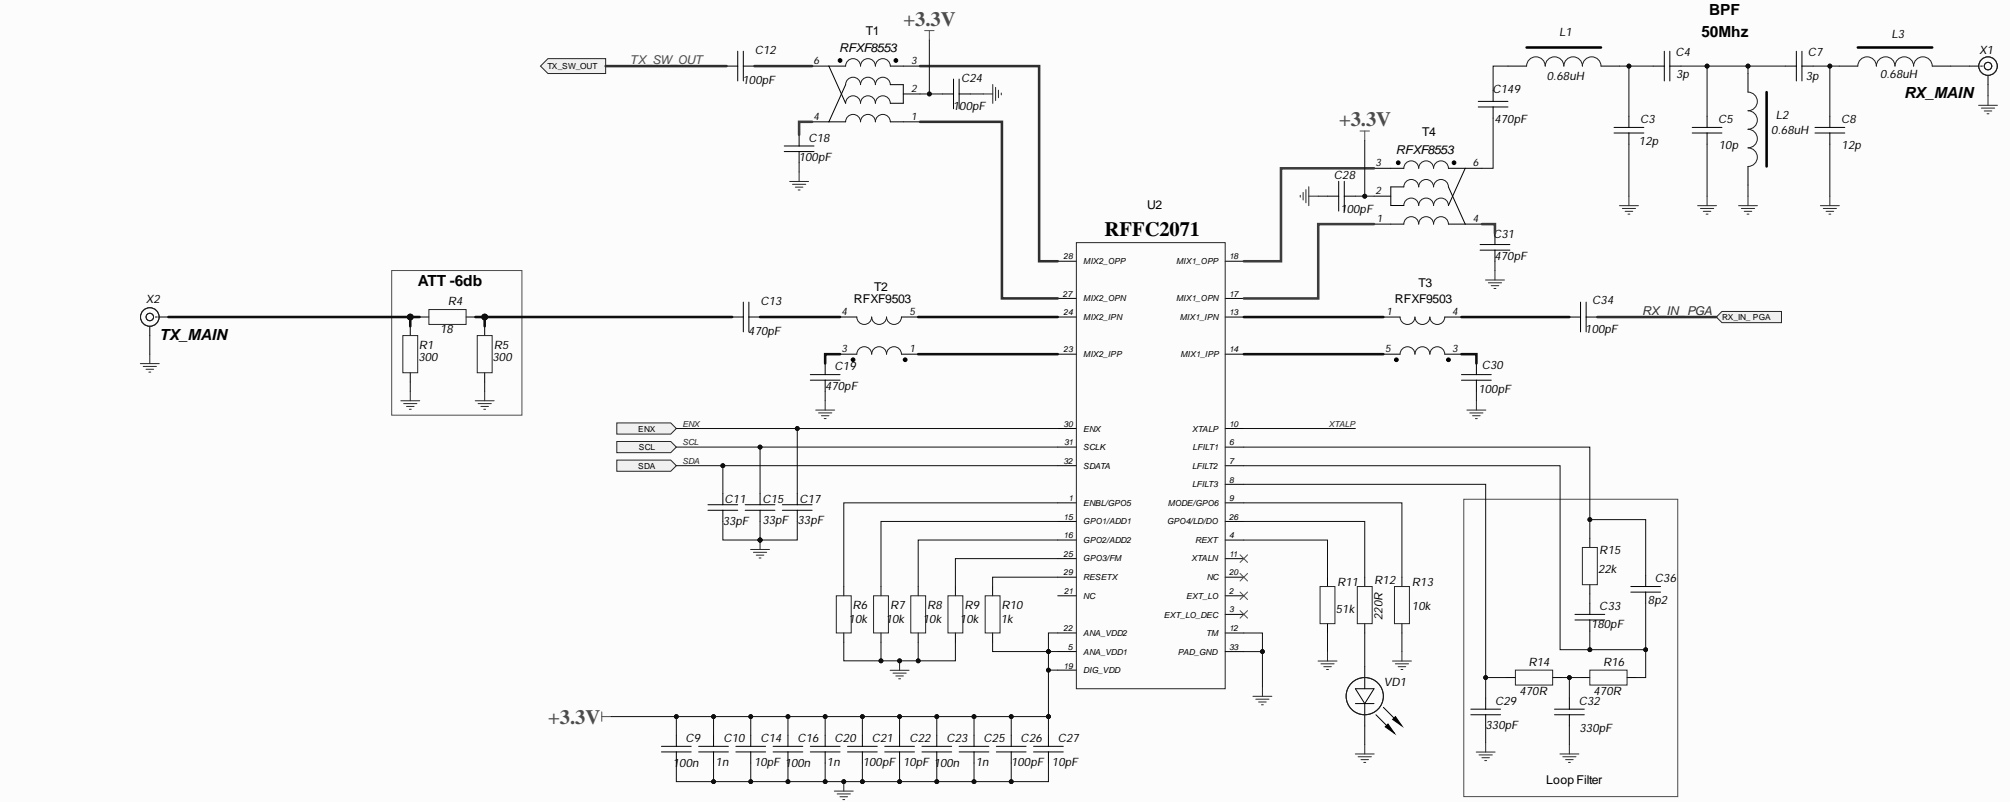 BPF
50Mhz
+3.3V
T1
RFXF8553
TX_SW_OUT
TX_SW_OUT
C12
100pF
6
3
2
4
1
C24
100pF
C18
100pF
L1
0.68uH
C4
3p
C7
3p
L3
0.68uH
X1
RX_MAIN
C149
470pF
C3
12p
C5
10p
L2
0.68uH
C8
12p
+3.3V
T4
RFXF8553
3
6
2
1
4
C28
100pF
C31
470pF
U2
RFFC2071
28
MIX2_OPP
MIX1_OPP
18
27
MIX2_OPN
MIX1_OPN
17
24
MIX2_IPN
MIX1_IPN
13
23
MIX2_IPP
MIX1_IPP
14
30
ENX
XTALP
10
31
SCLK
LFILT1
6
32
SDATA
LFILT2
7
LFILT3
8
1
ENBL/GPO5
MODE/GPO6
9
15
GPO1/ADD1
GPO4/LD/DO
26
16
GPO2/ADD2
REXT
4
25
GPO3/FM
XTALN
11
29
RESETX
NC
20
21
NC
EXT_LO
2
EXT_LO_DEC
3
22
ANA_VDD2
TM
12
5
ANA_VDD1
PAD_GND
33
19
DIG_VDD
X2
TX_MAIN
ATT -6db
R4
18
R1
300
R5
300
C13
470pF
T2
RFXF9503
4
5
3
1
C19
470pF
T3
RFXF9503
1
4
5
3
C34
100pF
RX_IN_PGA
RX_IN_PGA
C30
100pF
ENX
ENX
SCL
SCL
SDA
SDA
C11
33pF
C15
33pF
C17
33pF
XTALP
R6
10k
R7
10k
R8
10k
R9
10k
R10
1k
R11
51k
R12
220R
R13
10k
VD1
R15
22k
C36
8p2
C33
180pF
R14
470R
R16
470R
C29
330pF
C32
330pF
Loop Filter
+3.3V
C9
100n
C10
1n
C14
10pF
C16
100n
C20
1n
C21
100pF
C22
10pF
C23
100n
C25
1n
C26
100pF
C27
10pF